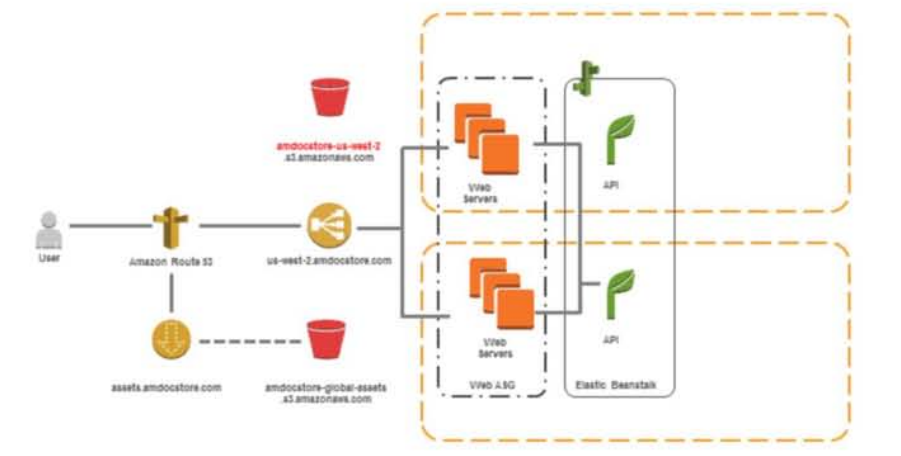 amdocstore-us-west-2
.s3.amazonaws.com
Web
Servers
API
User
Amazon Route 53
us-west-2.amdocstore.com
Web
Servers
API
assets.amdocstore.com
amdocstore-global-assets
.s3.amazonaws.com
Web ASG
Elastic Beanstalk